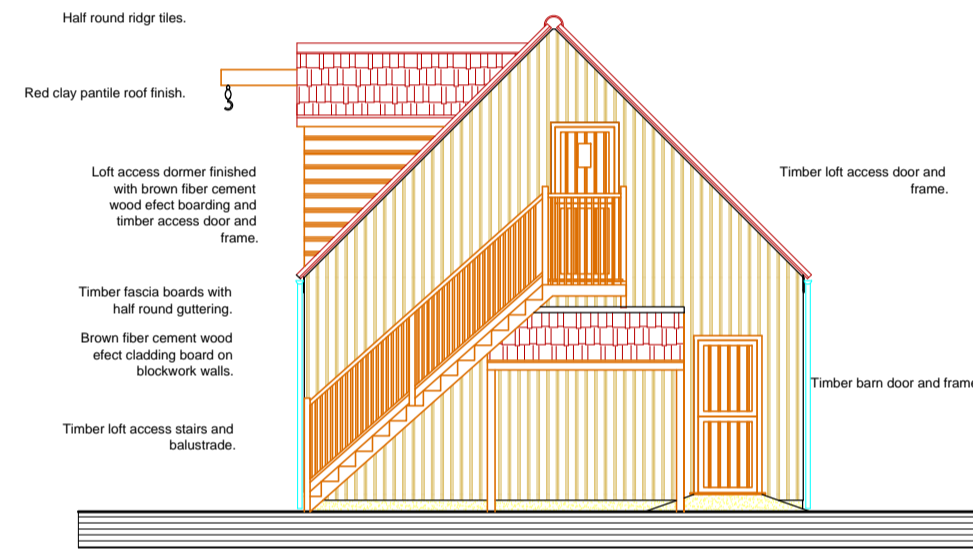 Half round ridgr tiles.
Red clay pantile roof finish.
Loft access dormer finished
with brown fiber cement
wood efect boarding and
timber access door and
frame.
Timber loft access door and
frame.
Timber fascia boards with
half round guttering.
Brown fiber cement wood
efect cladding board on
blockwork walls.
Timber barn door and frame
Timber loft access stairs and
balustrade.